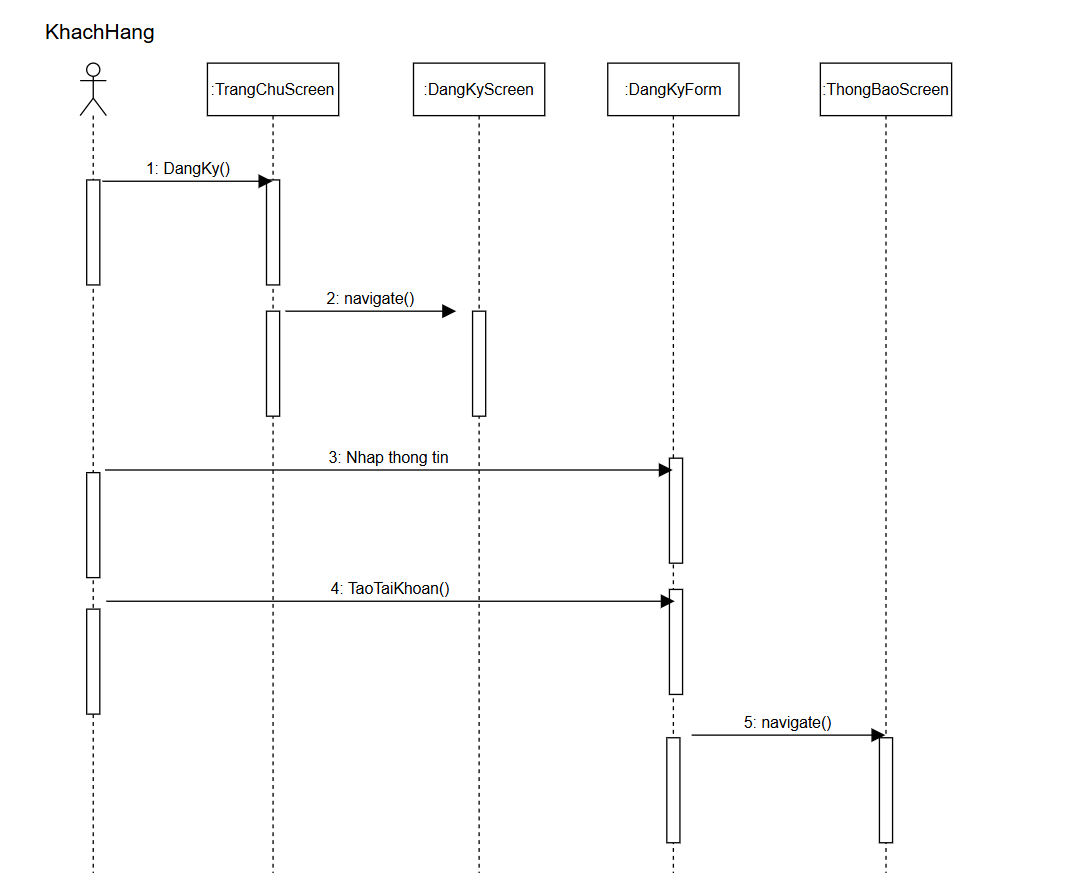 KhachHang
:TrangChuScreen
:DangKyScreen
:DangKyForm
:ThongBaoScreen
1: DangKy()
2: navigate()
3: Nhap thong tin
4: TaoTaiKhoan()
5: navigate()